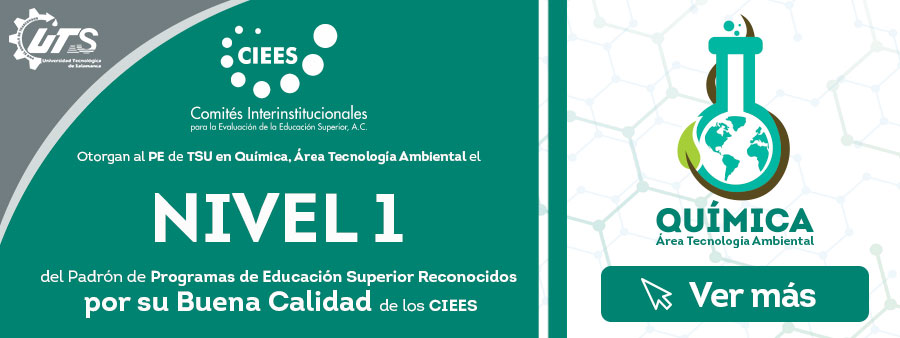 UTS
Universidad Tecnológica
de Salamanca
CIEES
Comités Interinstitucionales
para la Evaluación de la Educación Superior, A.C.
Otorgan al PE de TSU en Química, Área Tecnología Ambiental el
NIVEL 1
del Padrón de Programas de Educación Superior Reconocidos
por su Buena Calidad de los CIEES
QUÍMICA
Área Tecnología Ambiental
Ver más